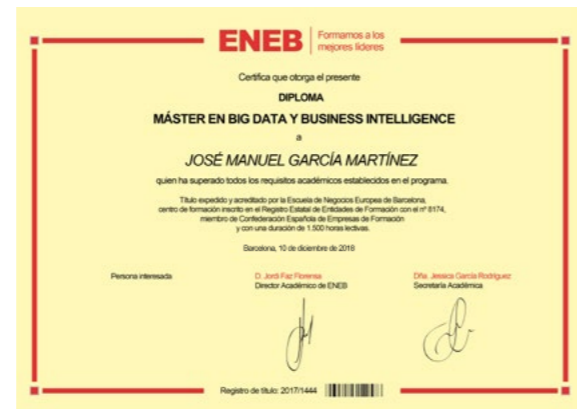 ENEB
Formamos a los
mejores líderes
Certifica que otorga el presente
DIPLOMA
MÁSTER EN BIG DATA Y BUSINESS INTELLIGENCE
a
JOSÉ MANUEL GARCÍA MARTÍNEZ
quien ha superado todos los requisitos académicos establecidos en el programa.
Título expedido y acreditado por la Escuela de Negocios Europea de Barcelona,
centro de formación inscrito en el Registro Estatal de Entidades de Formación con el nº 8174,
miembro de Confederación Española de Empresas de Formación
y con una duración de 1.500 horas lectivas.
Barcelona, 10 de diciembre de 2018
Persona interesada
D. Jordi Faz Florensa
Director Académico de ENEB
Dña. Jessica García Rodríguez
Secretaria Académica
Registro de título: 2017/1444